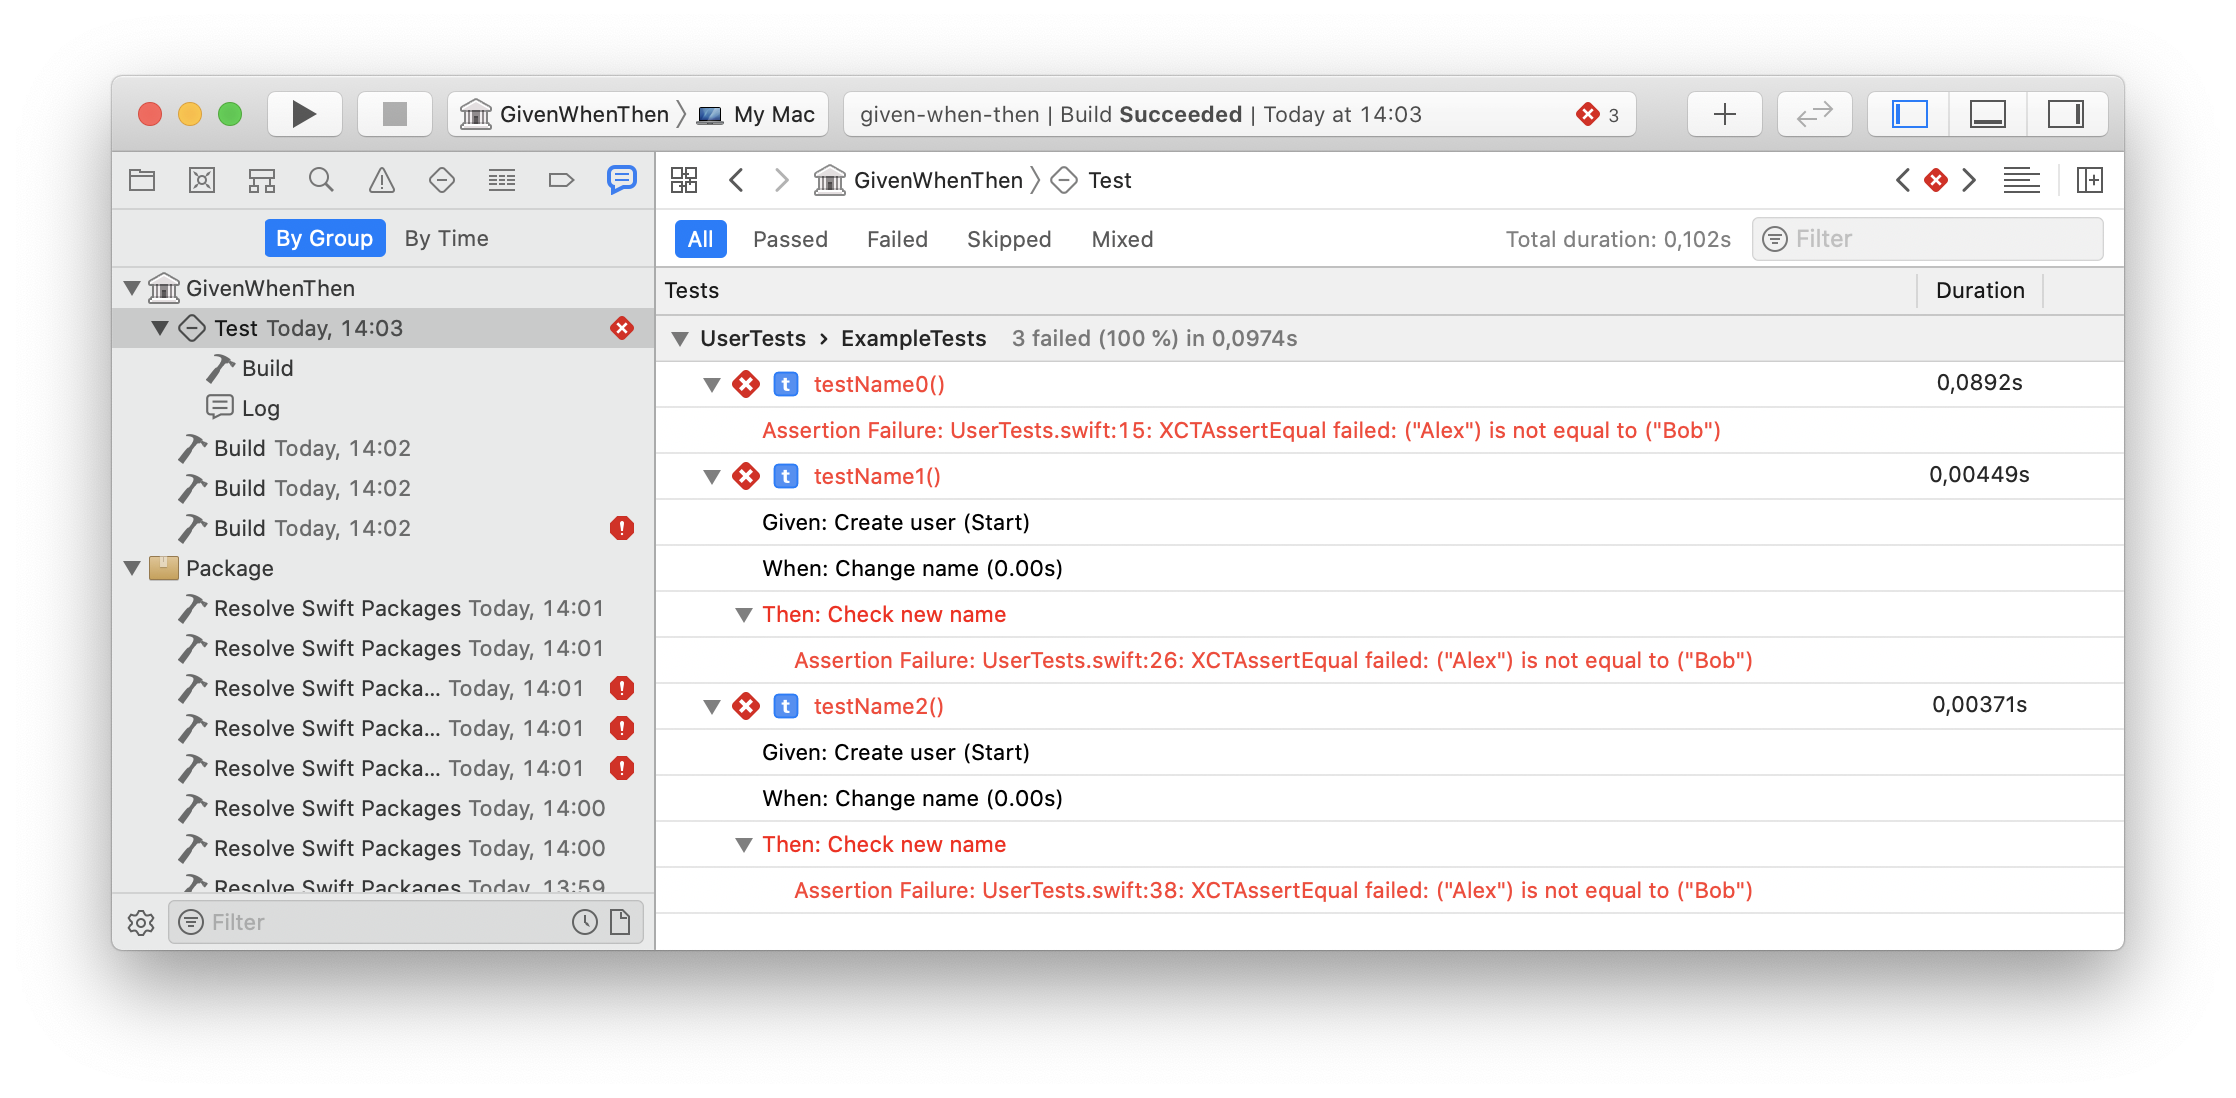 GivenWhenThen My Mac
given-when-then | Build Succeeded | Today at 14:03
3
GivenWhenThen Test
By Group By Time
All Passed Failed Skipped Mixed
Total duration: 0,102s
Filter
GivenWhenThen
Test Today, 14:03
Build
Log
Build Today, 14:02
Build Today, 14:02
Build Today, 14:02
Package
Resolve Swift Packages Today, 14:01
Resolve Swift Packages Today, 14:01
Resolve Swift Packa... Today, 14:01
Resolve Swift Packa... Today, 14:01
Resolve Swift Packa... Today, 14:01
Resolve Swift Packages Today, 14:00
Resolve Swift Packages Today, 14:00
Resolve Swift Packages Today, 13:59
Filter
Tests Duration
UserTests › ExampleTests 3 failed (100 %) in 0,0974s
t testName0() 0,0892s
Assertion Failure: UserTests.swift:15: XCTAssertEqual failed: ("Alex") is not equal to ("Bob")
t testName1() 0,00449s
Given: Create user (Start)
When: Change name (0.00s)
Then: Check new name
Assertion Failure: UserTests.swift:26: XCTAssertEqual failed: ("Alex") is not equal to ("Bob")
t testName2() 0,00371s
Given: Create user (Start)
When: Change name (0.00s)
Then: Check new name
Assertion Failure: UserTests.swift:38: XCTAssertEqual failed: ("Alex") is not equal to ("Bob")